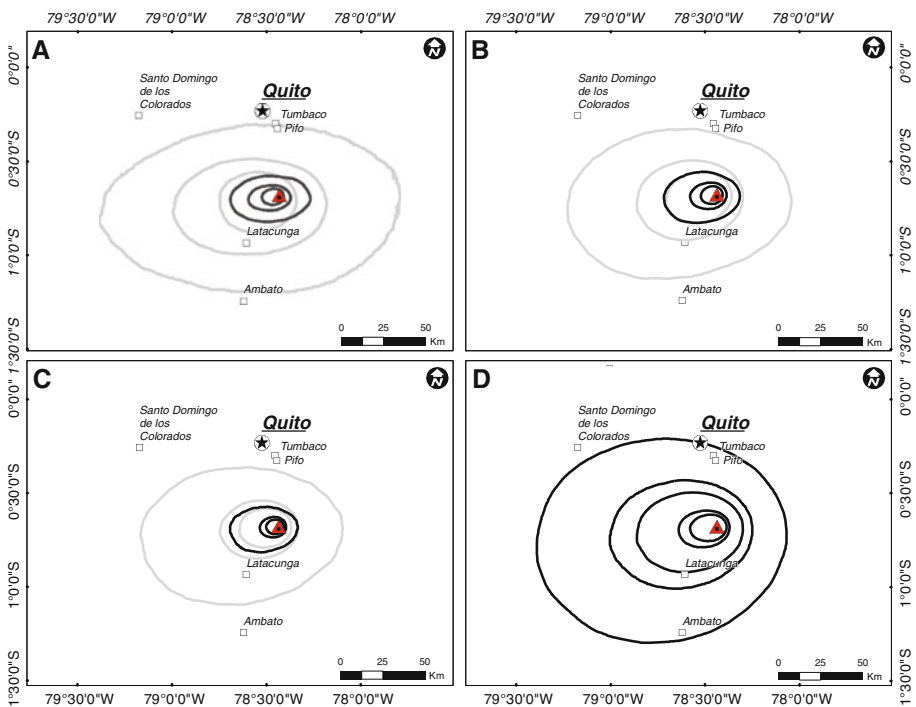 79°30'0"W 79°0'0"W 78°30'0"W 78°0'0"W 79°30'0"W 79°0'0"W 78°30'0"W 78°0'0"W
A
N
0°0'0"
0°30'0"S
1°0'0"S
1°30'0"S
Santo Domingo
de los
Colorados
Quito
Tumbaco
Pifo
Latacunga
Ambato
0 25 50
Km
B
N
0°0'0"
0°30'0"S
1°0'0"S
1°30'0"S
Santo Domingo
de los
Colorados
Quito
Tumbaco
Pifo
Latacunga
Ambato
0 25 50
Km
C
N
0°0'0"
0°30'0"S
1°0'0"S
1°30'0"S
Santo Domingo
de los
Colorados
Quito
Tumbaco
Pifo
Latacunga
Ambato
0 25 50
Km
D
N
0°0'0"
0°30'0"S
1°0'0"S
1°30'0"S
Santo Domingo
de los
Colorados
Quito
Tumbaco
Pifo
Latacunga
Ambato
0 25 50
Km
79°30'0"W 79°0'0"W 78°30'0"W 78°0'0"W 79°30'0"W 79°0'0"W 78°30'0"W 78°0'0"W